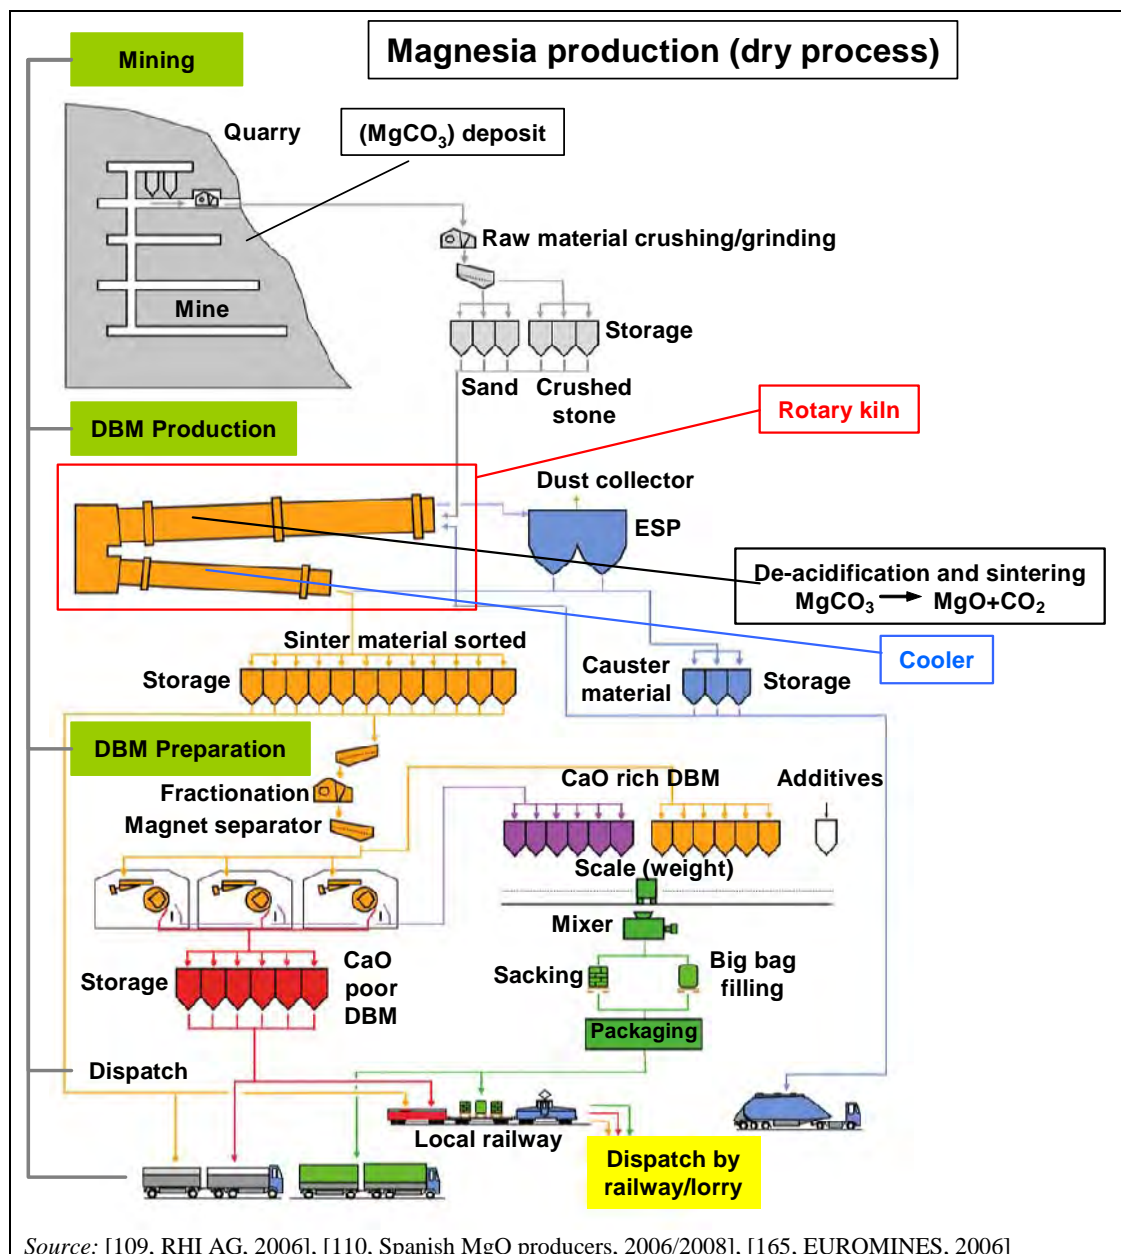 Magnesia production (dry process)
Mining
Quarry
(MgCO₃) deposit
Raw material crushing/grinding
Mine
Storage
Sand
Crushed
stone
DBM Production
Rotary kiln
Dust collector
ESP
De-acidification and sintering
MgCO₃ → MgO+CO₂
Sinter material sorted
Cooler
Storage
Causter
material
Storage
DBM Preparation
CaO rich DBM
Additives
Fractionation
Magnet separator
Scale (weight)
Mixer
Storage
CaO
poor
DBM
Sacking
Big bag
filling
Packaging
Dispatch
Local railway
Dispatch by
railway/lorry
Source: [109, RHI AG, 2006], [110, Spanish MgO producers, 2006/2008], [165, EUROMINES, 2006]